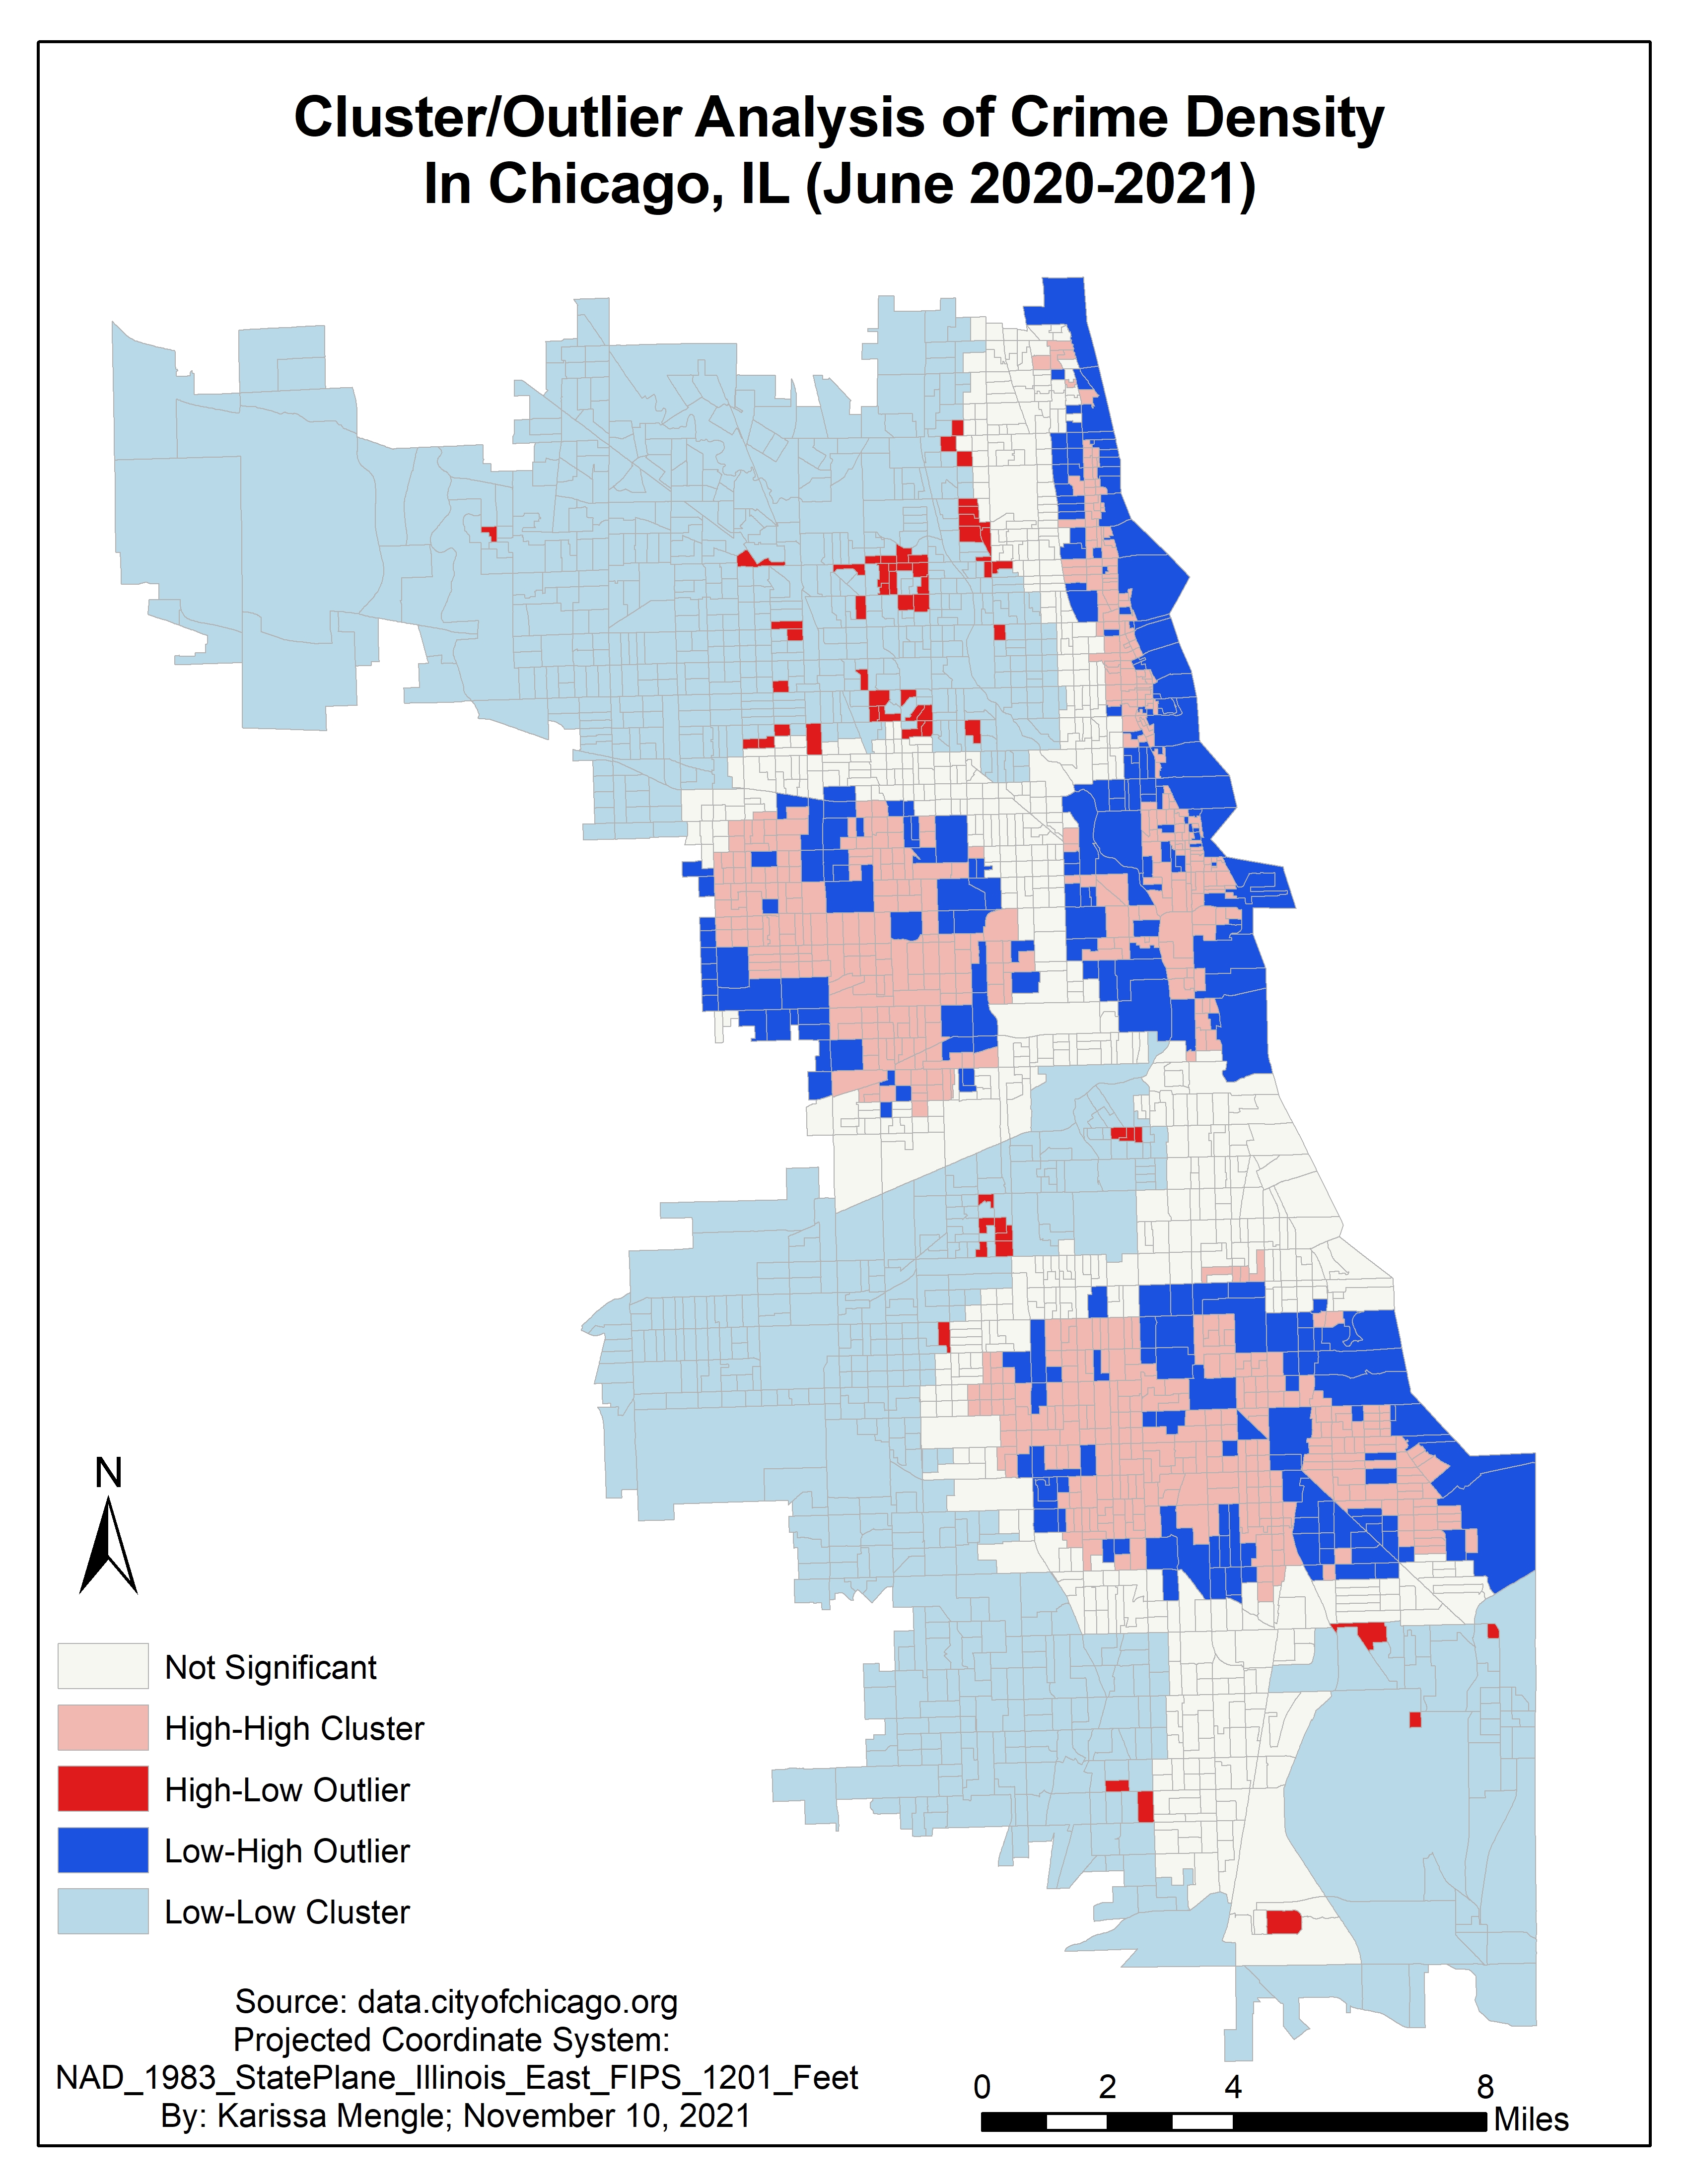 Cluster/Outlier Analysis of Crime Density
In Chicago, IL (June 2020-2021)
N
Not Significant
High-High Cluster
High-Low Outlier
Low-High Outlier
Low-Low Cluster
Source: data.cityofchicago.org
Projected Coordinate System:
NAD_1983_StatePlane_Illinois_East_FIPS_1201_Feet
By: Karissa Mengle; November 10, 2021
0 2 4 8
Miles